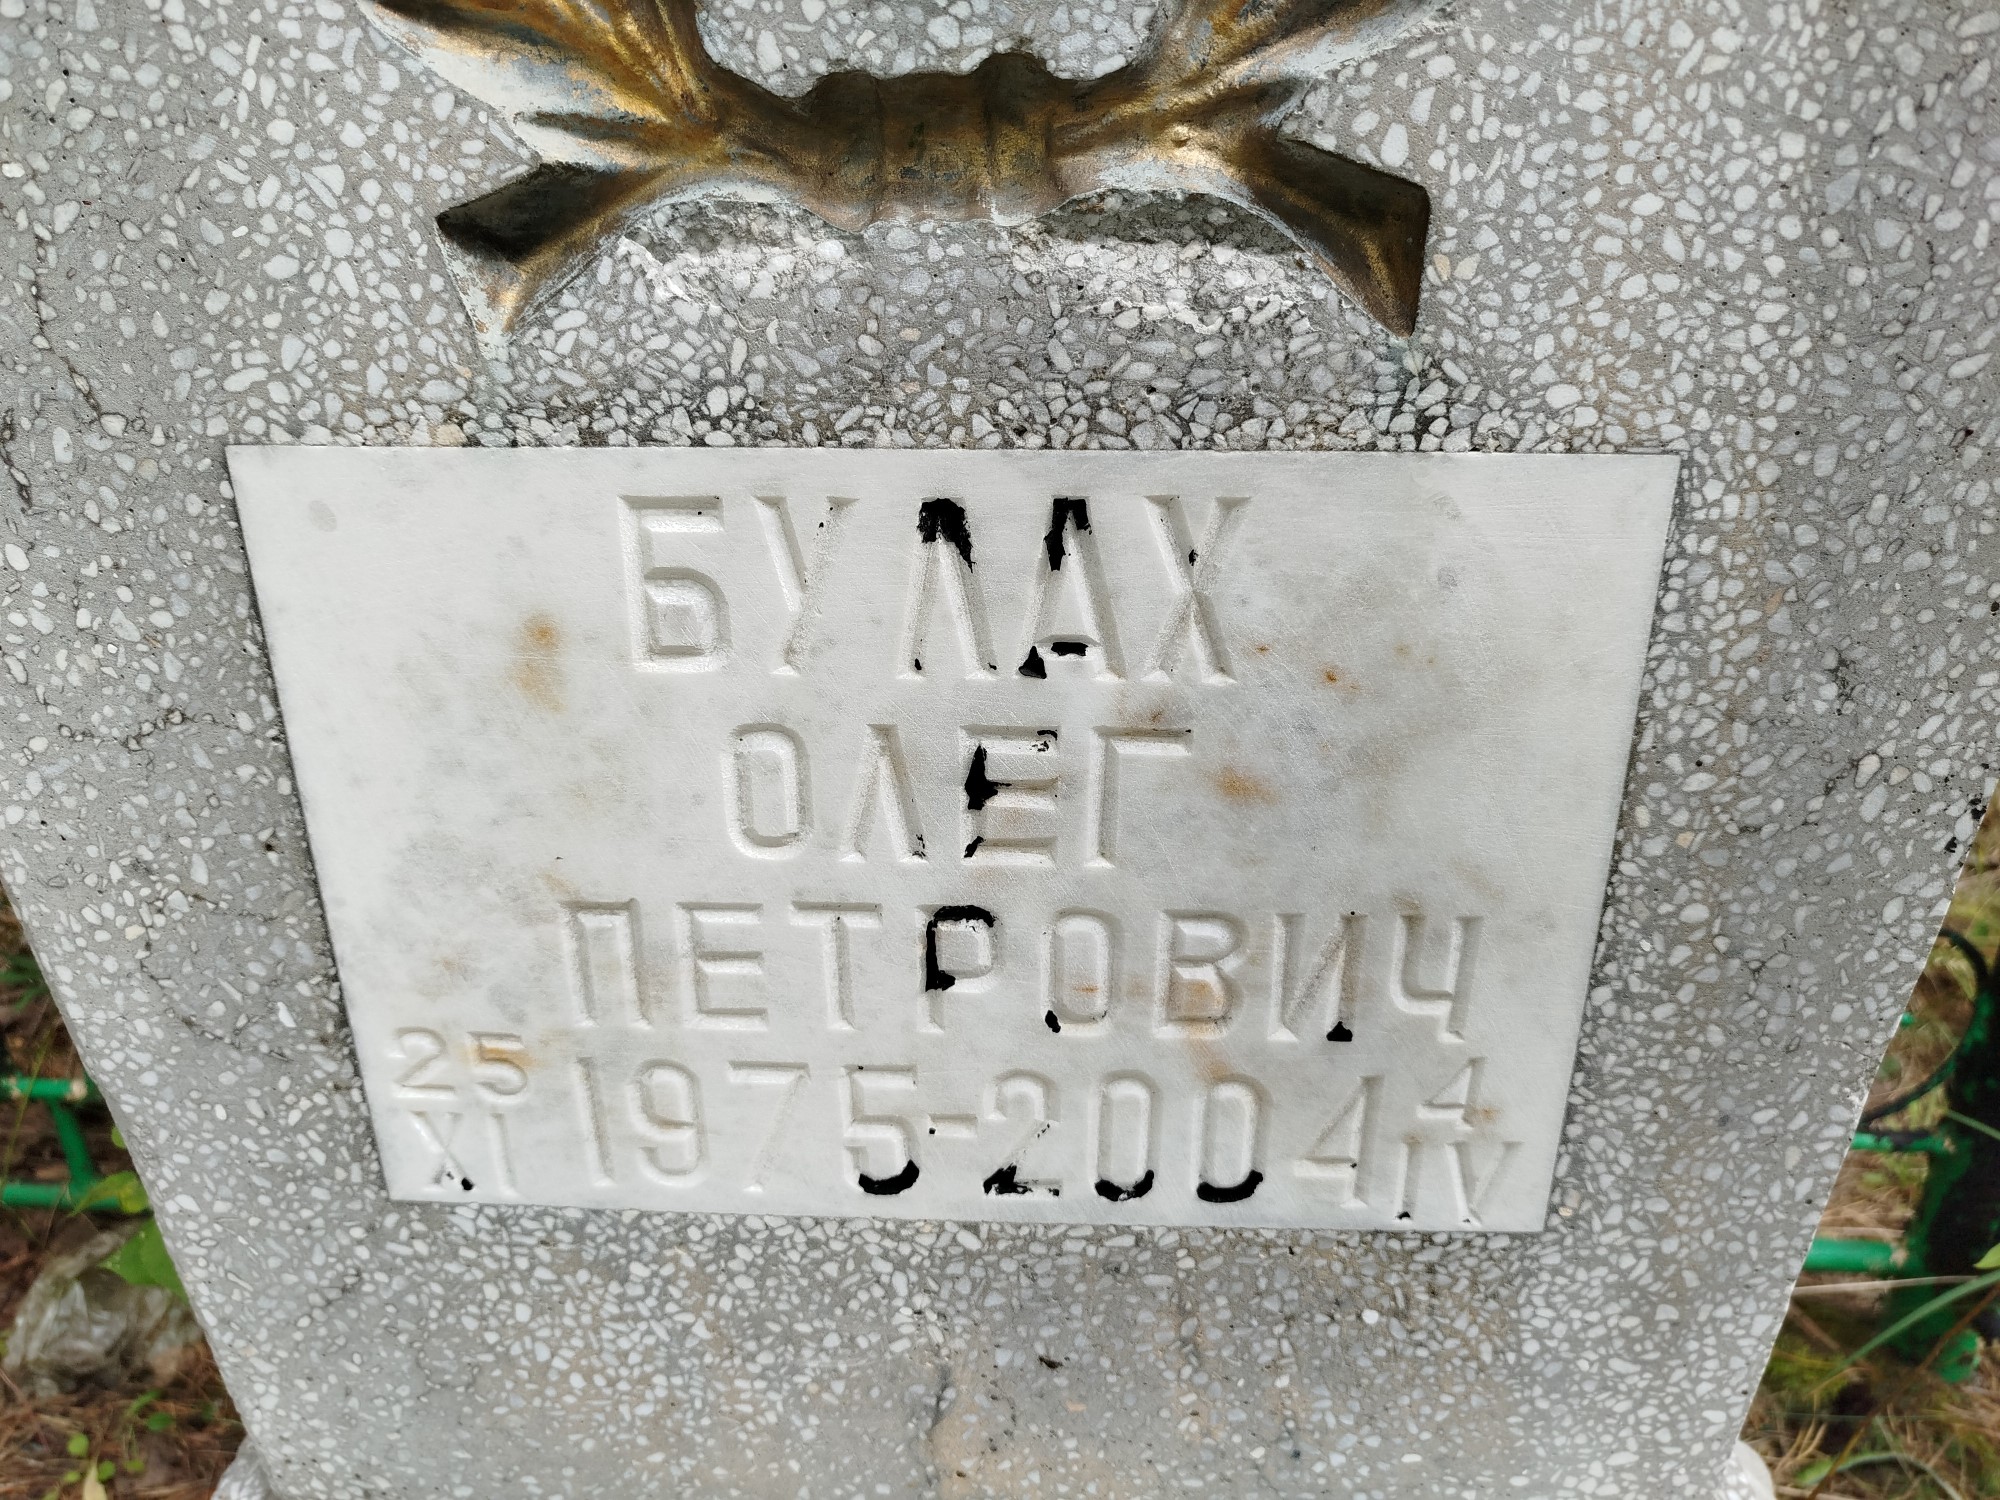 БУЛАХ
ОЛЕГ
ПЕТРОВИЧ
25 XI 1975-2004 4 IV